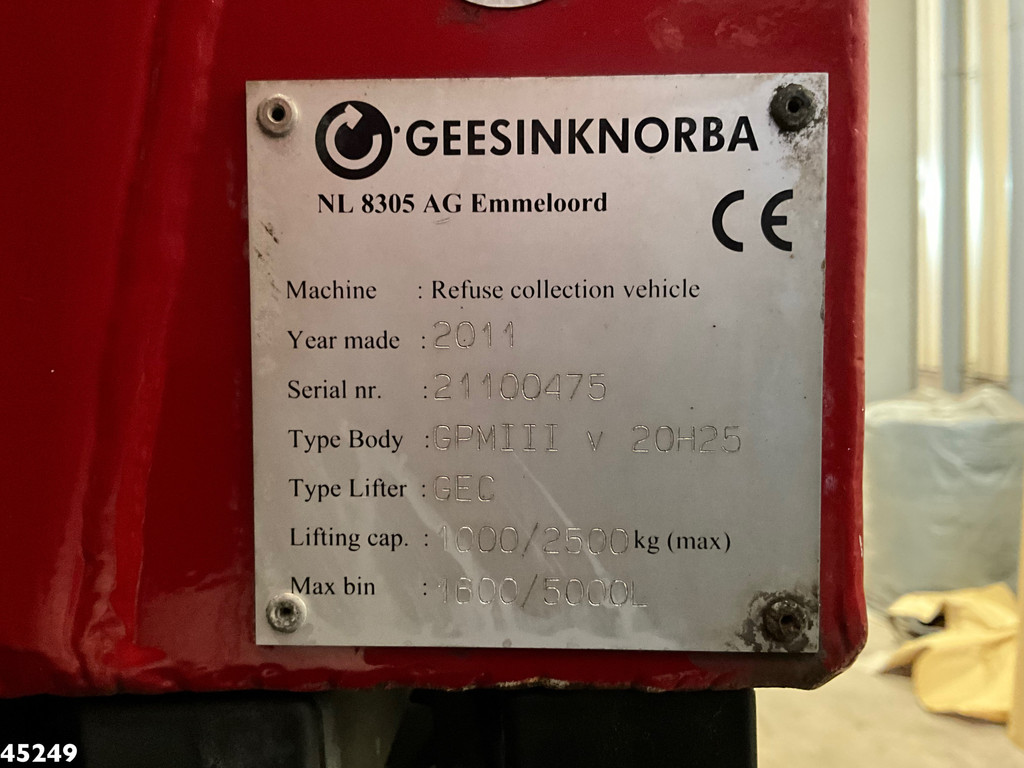 GEESINKNORBA
NL 8305 AG Emmeloord
CE
Machine : Refuse collection vehicle
Year made : 2011
Serial nr. : 21100475
Type Body : GPMIII v 20H25
Type Lifter : GEC
Lifting cap. : 1000/2500 kg (max)
Max bin : 1600/5000L
45249